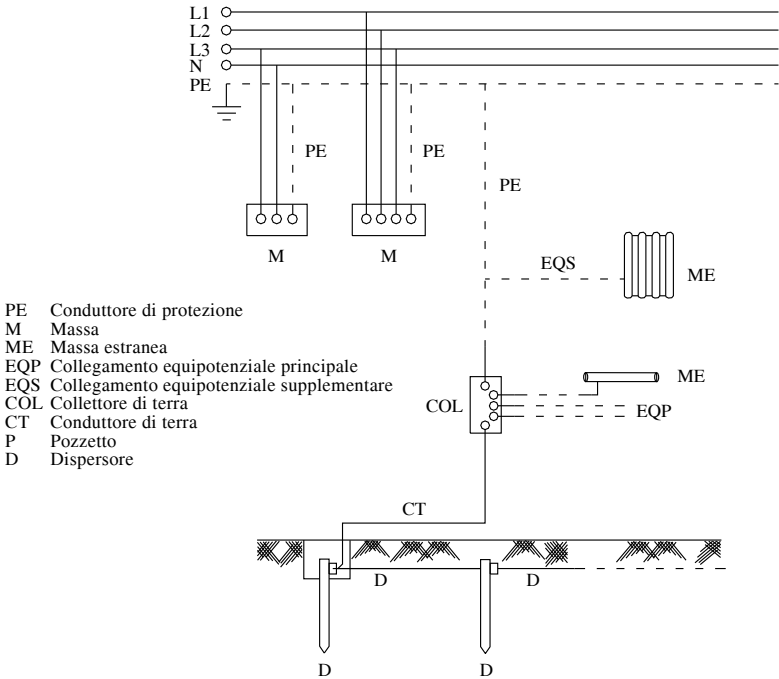 L1
L2
L3
N
PE
PE
PE
PE
M
M
EQS
ME
PE Conduttore di protezione
M Massa
ME Massa estranea
EQP Collegamento equipotenziale principale
EQS Collegamento equipotenziale supplementare
COL Collettore di terra
CT Conduttore di terra
P Pozzetto
D Dispersore
COL
ME
EQP
CT
D
D
D
D